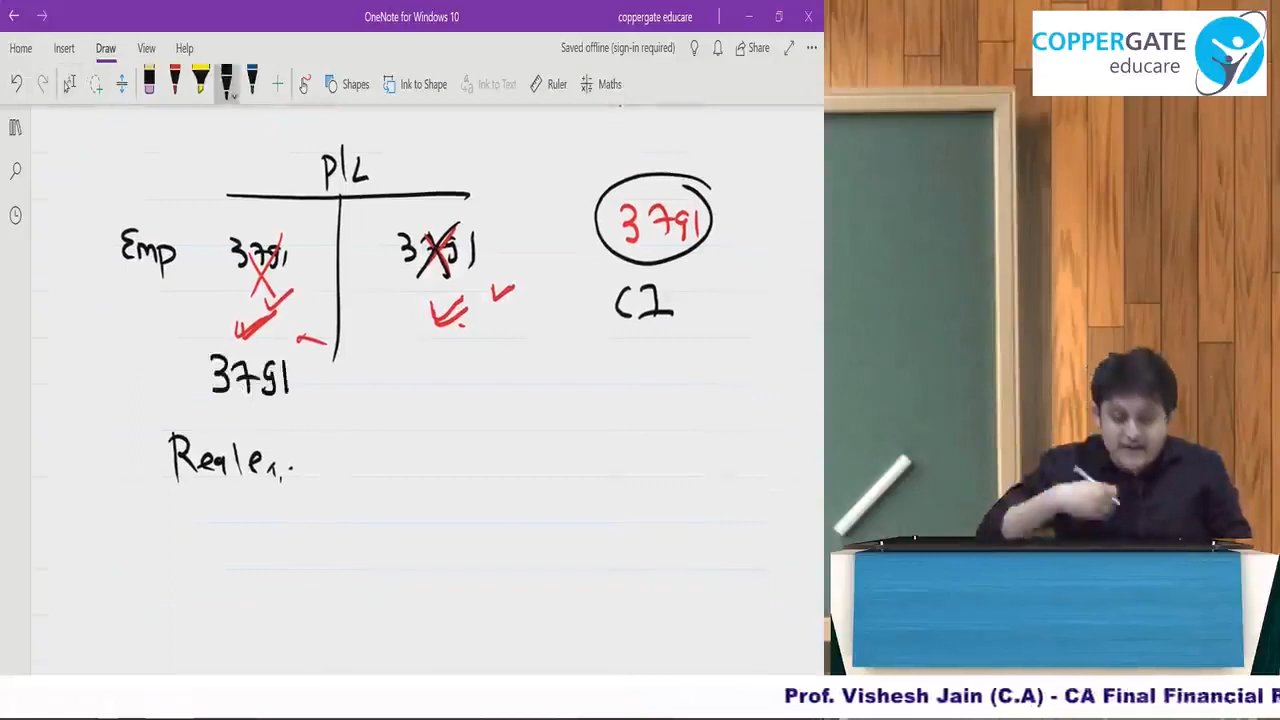 OneNote for Windows 10
coppergate educare
Home Insert Draw View Help
Saved offline (sign-in required)
Share
Shapes
Ink to Shape
Ink to Text
Ruler
Maths
COPPERGATE
educare
P/L
Emp 3791 3791
3791
3791
CI
Prof. Vishesh Jain (C.A) - CA Final Financial R